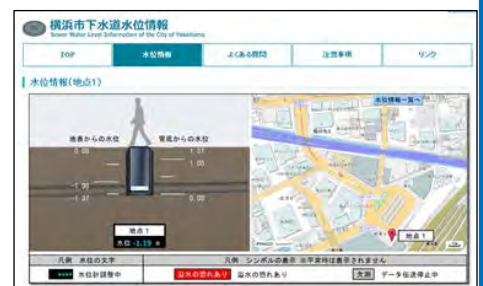 横浜市下水道水位情報
Sewer Water Level Information of the City of Yokohama
TOP 水位情報 よくある質問 注意事項 リンク
水位情報(地点1)
水位情報一覧へ
地表からの水位 管底からの水位
0.00 1.37
1.00
-1.00
-1.37 0.00
地点1
水位 -1.19 m
地点1
凡例 水位の文字 凡例 シンボルの表示 ※平常時は表示されません
水位計調整中 溢水の恐れあり 溢水の恐れあり 欠測 データ伝送停止中